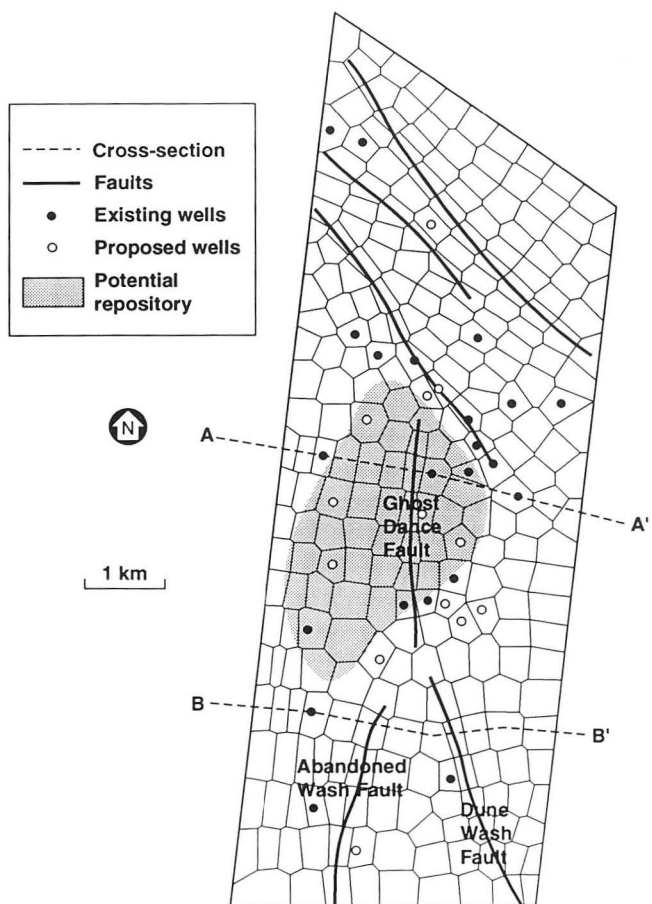 Cross-section
Fauits
Existing wells
Proposed wells
Potential
repository
N
A
A'
Ghost
Dance
Fault
1 km
B
B'
Abandoned
Wash Fault
Dune
Wash
Fault